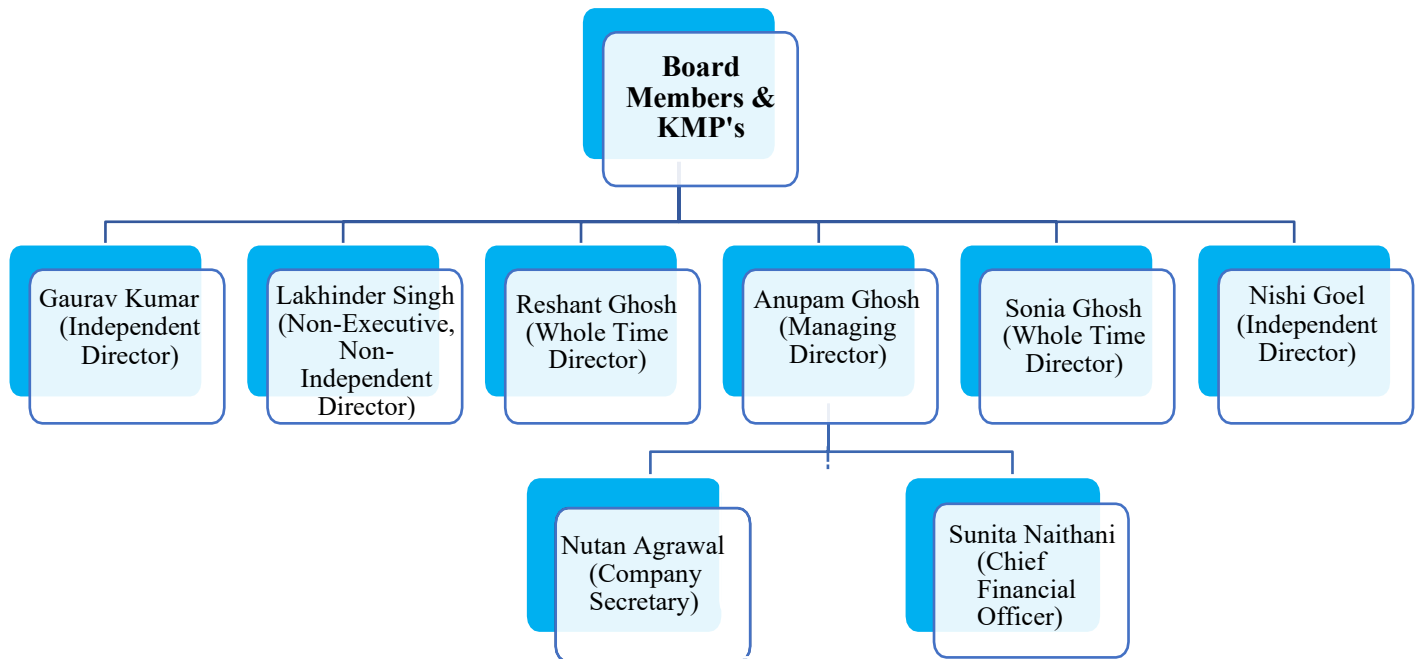 Board
Members &
KMP's
Gaurav Kumar
(Independent
Director)
Lakhinder Singh
(Non-Executive,
Non-
Independent
Director)
Reshant Ghosh
(Whole Time
Director)
Anupam Ghosh
(Managing
Director)
Sonia Ghosh
(Whole Time
Director)
Nishi Goel
(Independent
Director)
Nutan Agrawal
(Company
Secretary)
Sunita Naithani
(Chief
Financial
Officer)